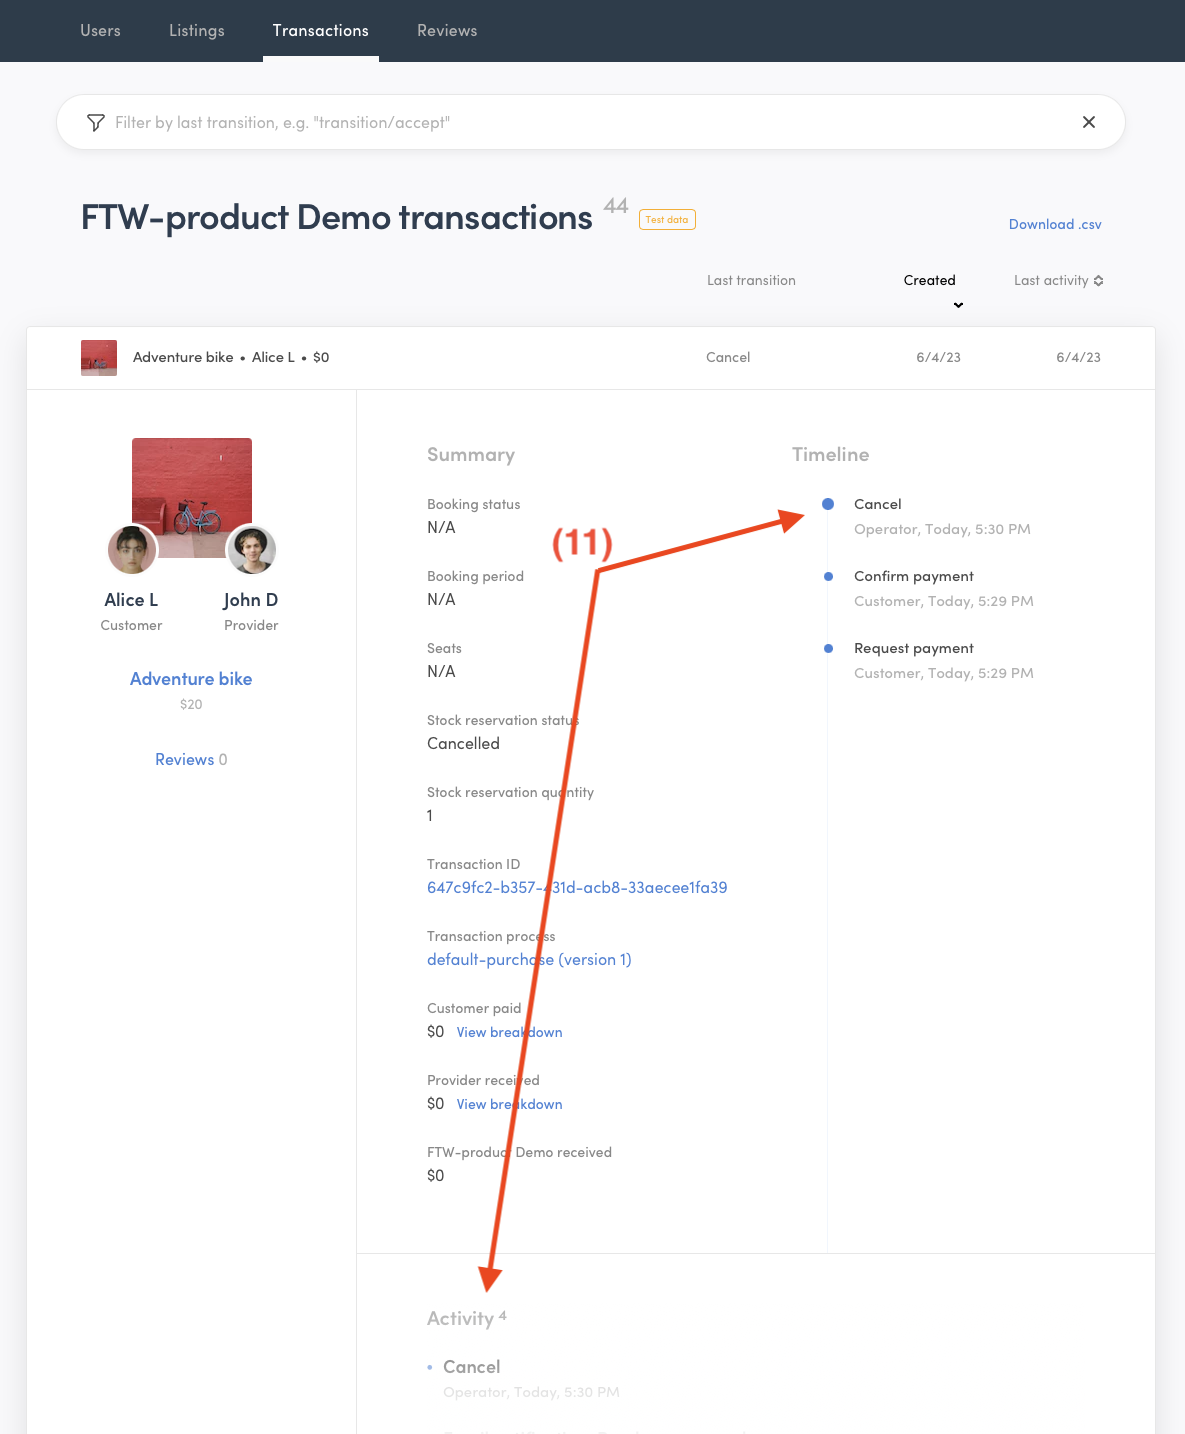 Users Listings Transactions Reviews
Filter by last transition, e.g. "transition/accept"
FTW-product Demo transactions 44 Test data
Download .csv
Last transition Created Last activity
Adventure bike • Alice L • $0 Cancel 6/4/23 6/4/23
Alice L John D
Customer Provider
Adventure bike
$20
Reviews 0
Summary
Booking status
N/A
(11)
Booking period
N/A
Seats
N/A
Stock reservation status
Cancelled
Stock reservation quantity
1
Transaction ID
647c9fc2-b357-431d-acb8-33aecee1fa39
Transaction process
default-purchase (version 1)
Customer paid
$0 View breakdown
Provider received
$0 View breakdown
FTW-product Demo received
$0
Timeline
Cancel
Operator, Today, 5:30 PM
Confirm payment
Customer, Today, 5:29 PM
Request payment
Customer, Today, 5:29 PM
Activity 4
• Cancel
Operator, Today, 5:30 PM